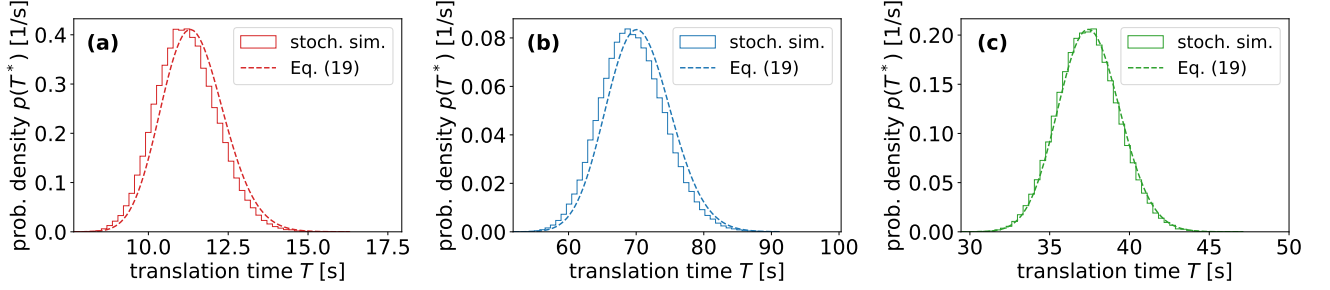 prob. density p(T*) [1/s]
0.4
0.3
0.2
0.1
0.0
(a)
stoch. sim.
Eq. (19)
10.0 12.5 15.0 17.5
translation time T [s]
prob. density p(T*) [1/s]
0.08
0.06
0.04
0.02
0.00
(b)
stoch. sim.
Eq. (19)
60 70 80 90 100
translation time T [s]
prob. density p(T*) [1/s]
0.20
0.15
0.10
0.05
0.00
(c)
stoch. sim.
Eq. (19)
30 35 40 45 50
translation time T [s]